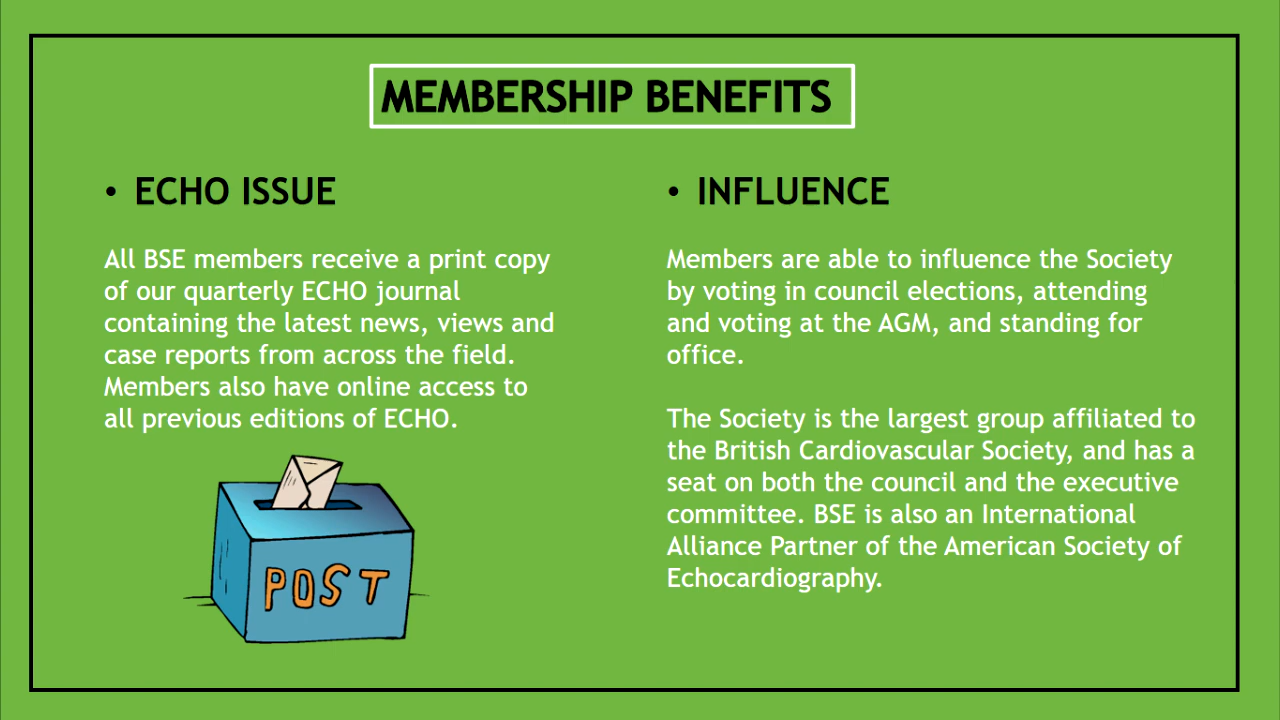 MEMBERSHIP BENEFITS
• ECHO ISSUE
All BSE members receive a print copy
of our quarterly ECHO journal
containing the latest news, views and
case reports from across the field.
Members also have online access to
all previous editions of ECHO.
POST
• INFLUENCE
Members are able to influence the Society
by voting in council elections, attending
and voting at the AGM, and standing for
office.
The Society is the largest group affiliated to
the British Cardiovascular Society, and has a
seat on both the council and the executive
committee. BSE is also an International
Alliance Partner of the American Society of
Echocardiography.